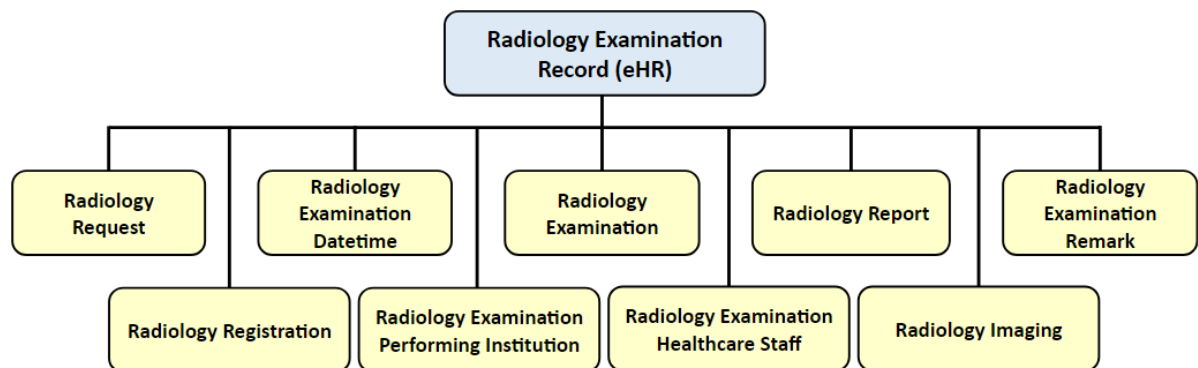 Radiology Examination
Record (eHR)
Radiology
Request
Radiology
Examination
Datetime
Radiology
Examination
Radiology Report
Radiology
Examination
Remark
Radiology Registration
Radiology Examination
Performing Institution
Radiology Examination
Healthcare Staff
Radiology Imaging